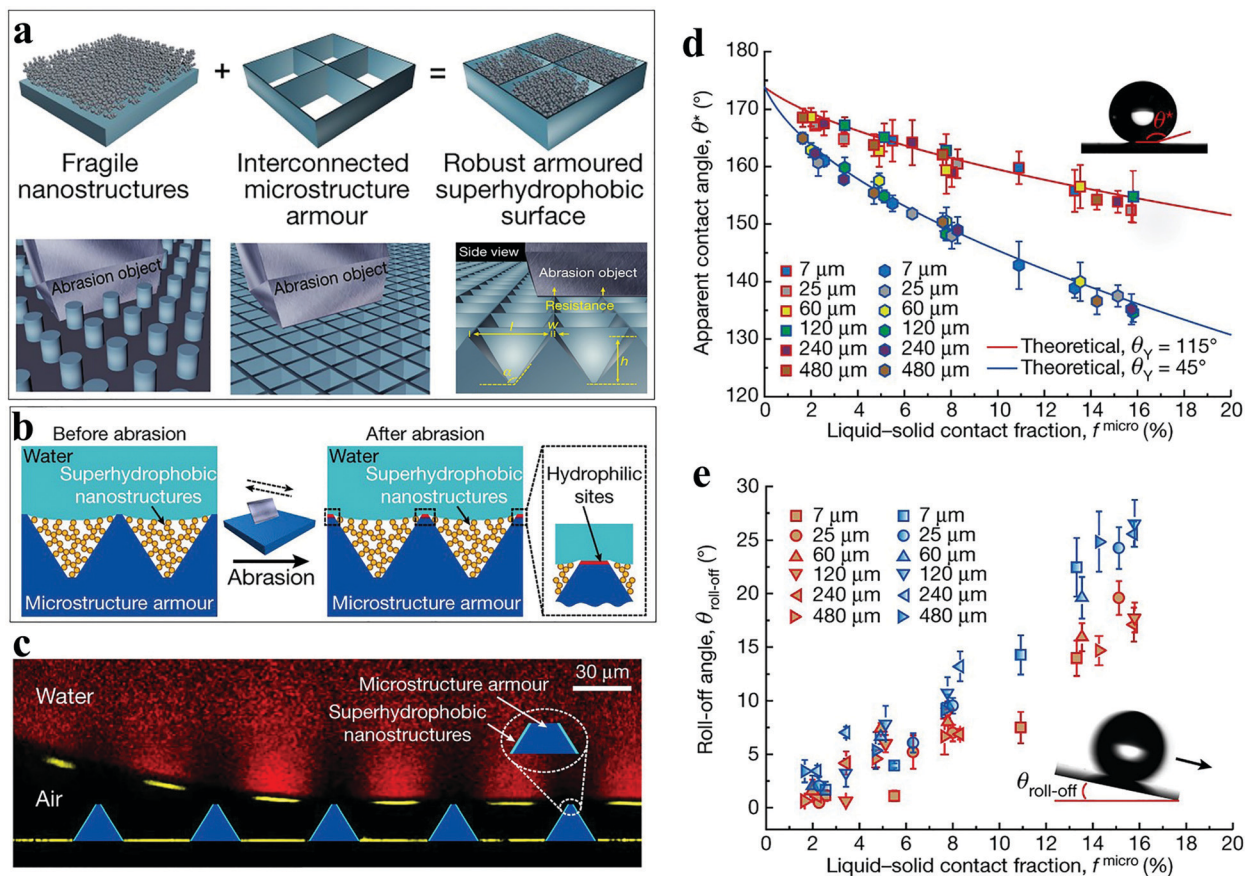 a
+
=
Fragile
nanostructures
Interconnected
microstructure
armour
Robust armoured
superhydrophobic
surface
Abrasion object
Abrasion object
Side view
Abrasion object
Resistance
l
w
h
α
b
Before abrasion
After abrasion
Water
Superhydrophobic
nanostructures
Microstructure armour
Abrasion
Water
Superhydrophobic
nanostructures
Microstructure armour
Hydrophilic
sites
c
Water
Air
Microstructure armour
Superhydrophobic
nanostructures
30 μm
d
Apparent contact angle, θ* (°)
180
170
160
150
140
130
120
θ*
7 μm
25 μm
60 μm
120 μm
240 μm
480 μm
7 μm
25 μm
60 μm
120 μm
240 μm
480 μm
Theoretical, θY = 115°
Theoretical, θY = 45°
0 2 4 6 8 10 12 14 16 18 20
Liquid–solid contact fraction, f micro (%)
e
Roll-off angle, θroll-off (°)
30
25
20
15
10
5
0
7 μm
25 μm
60 μm
120 μm
240 μm
480 μm
7 μm
25 μm
60 μm
120 μm
240 μm
480 μm
θroll-off
0 2 4 6 8 10 12 14 16 18 20
Liquid–solid contact fraction, f micro (%)